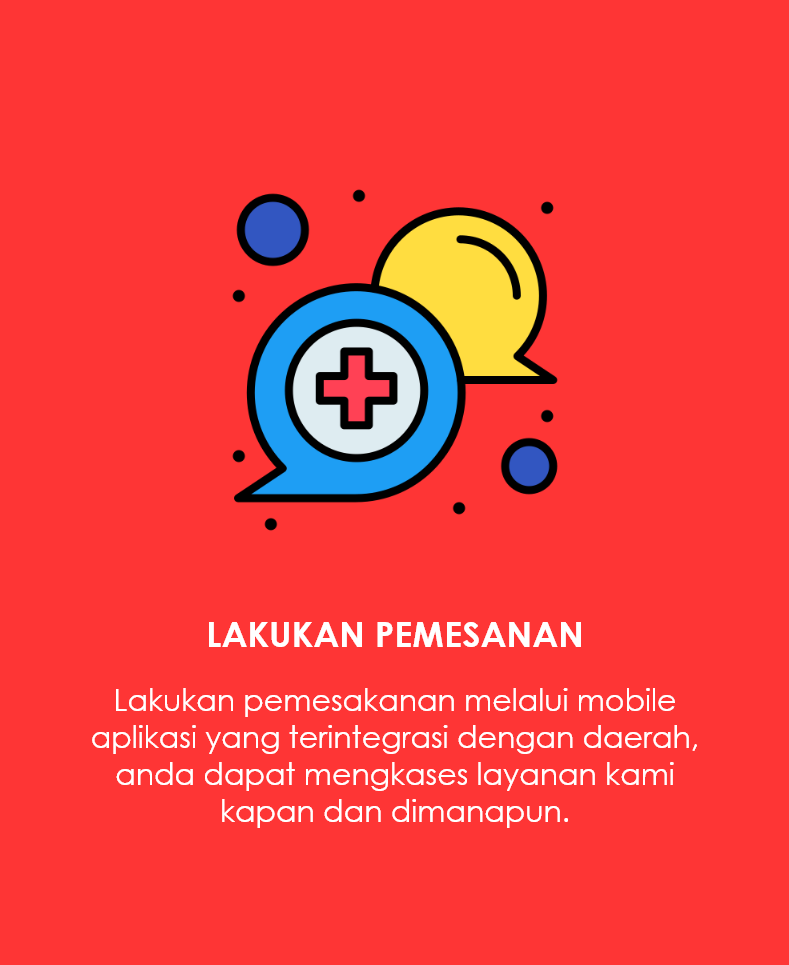 LAKUKAN PEMESANAN
Lakukan pemesakanan melalui mobile
aplikasi yang terintegrasi dengan daerah,
anda dapat mengkases layanan kami
kapan dan dimanapun.